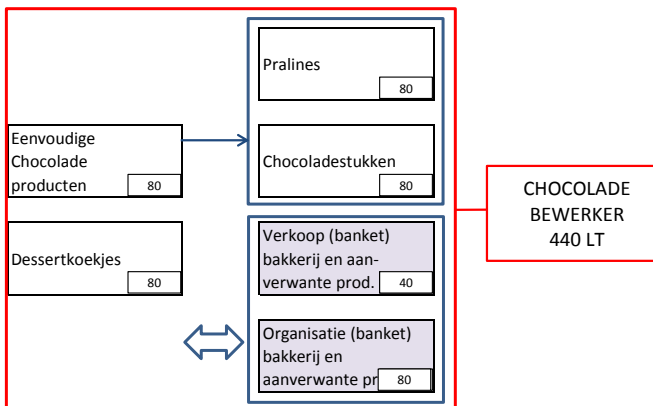 Pralines
80
Eenvoudige
Chocolade
producten
80
Chocoladestukken
80
CHOCOLADE
BEWERKER
440 LT
Dessertkoekjes
80
Verkoop (banket)
bakkerij en aan-
verwante prod.
40
Organisatie (banket)
bakkerij en
aanverwante pr
80